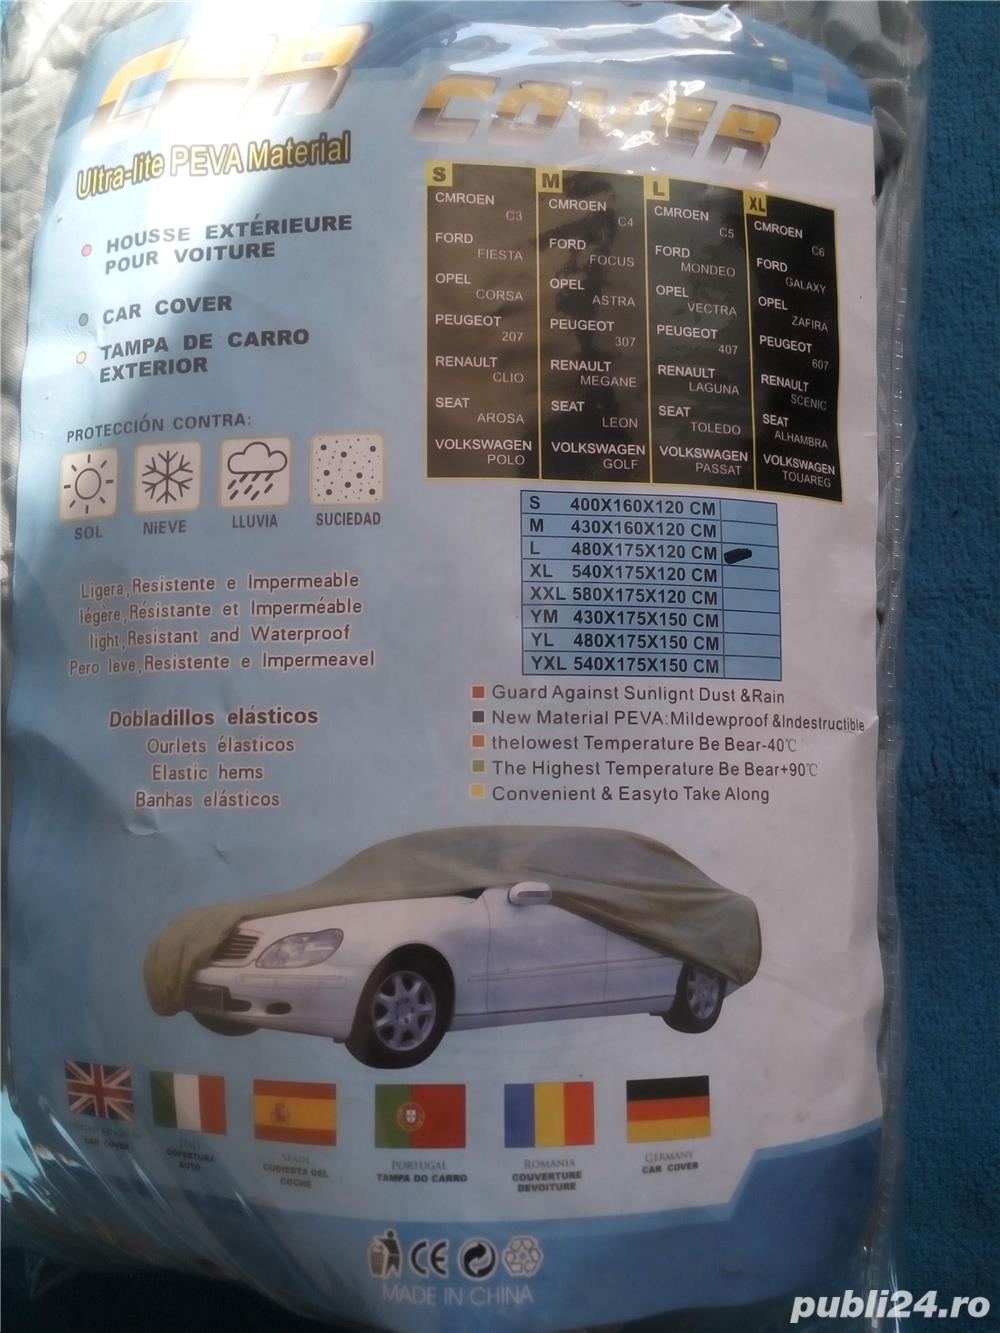 CAR COVER
Ultra-lite PEVA Material
HOUSSE EXTÉRIEURE
POUR VOITURE
CAR COVER
TAMPA DE CARRO
EXTERIOR
PROTECCIÓN CONTRA:
SOL
NiEVE
LLUVIA
SUCIEDAD
Ligera,Resistente e Impermeable
légère,Résistante et Imperméable
light,Resistant and Waterproof
Pero leve,Resistente e Impermeavel
Dobladillos elásticos
Ourlets élasticos
Elastic hems
Banhas elásticos
S
CMROEN
C3
FORD
FIESTA
OPEL
CORSA
PEUGEOT
207
RENAULT
CLIO
SEAT
AROSA
VOLKSWAGEN
POLO
M
CMROEN
C4
FORD
FOCUS
OPEL
ASTRA
PEUGEOT
307
RENAULT
MEGANE
SEAT
LEON
VOLKSWAGEN
GOLF
L
CMROEN
C5
FORD
MONDEO
OPEL
VECTRA
PEUGEOT
407
RENAULT
LAGUNA
SEAT
TOLEDO
VOLKSWAGEN
PASSAT
XL
CMROEN
C6
FORD
GALAXY
OPEL
ZAFIRA
PEUGEOT
607
RENAULT
SCENIC
SEAT
ALHAMBRA
VOLKSWAGEN
TOUAREG
S 400X160X120 CM
M 430X160X120 CM
L 480X175X120 CM
XL 540X175X120 CM
XXL 580X175X120 CM
YM 430X175X150 CM
YL 480X175X150 CM
YXL 540X175X150 CM
Guard Against Sunlignt Dust &Rain
New Material PEVA:Mildewproof &Indestructible
thelowest Temperature Be Bear-40℃
The Highest Temperature Be Bear+90℃
Convenient & Easyto Take Along
CAR COVER
ITALY
COPERTURA
AUTO
SPAIN
CUDIERTA DEL
COCHE
PORTUGAL
TAMPA DO CARRO
ROMANIA
COUVERTURE
DEVOITURE
GERMANY
CAR COVER
CE
MADE IN CHINA
publi24.ro